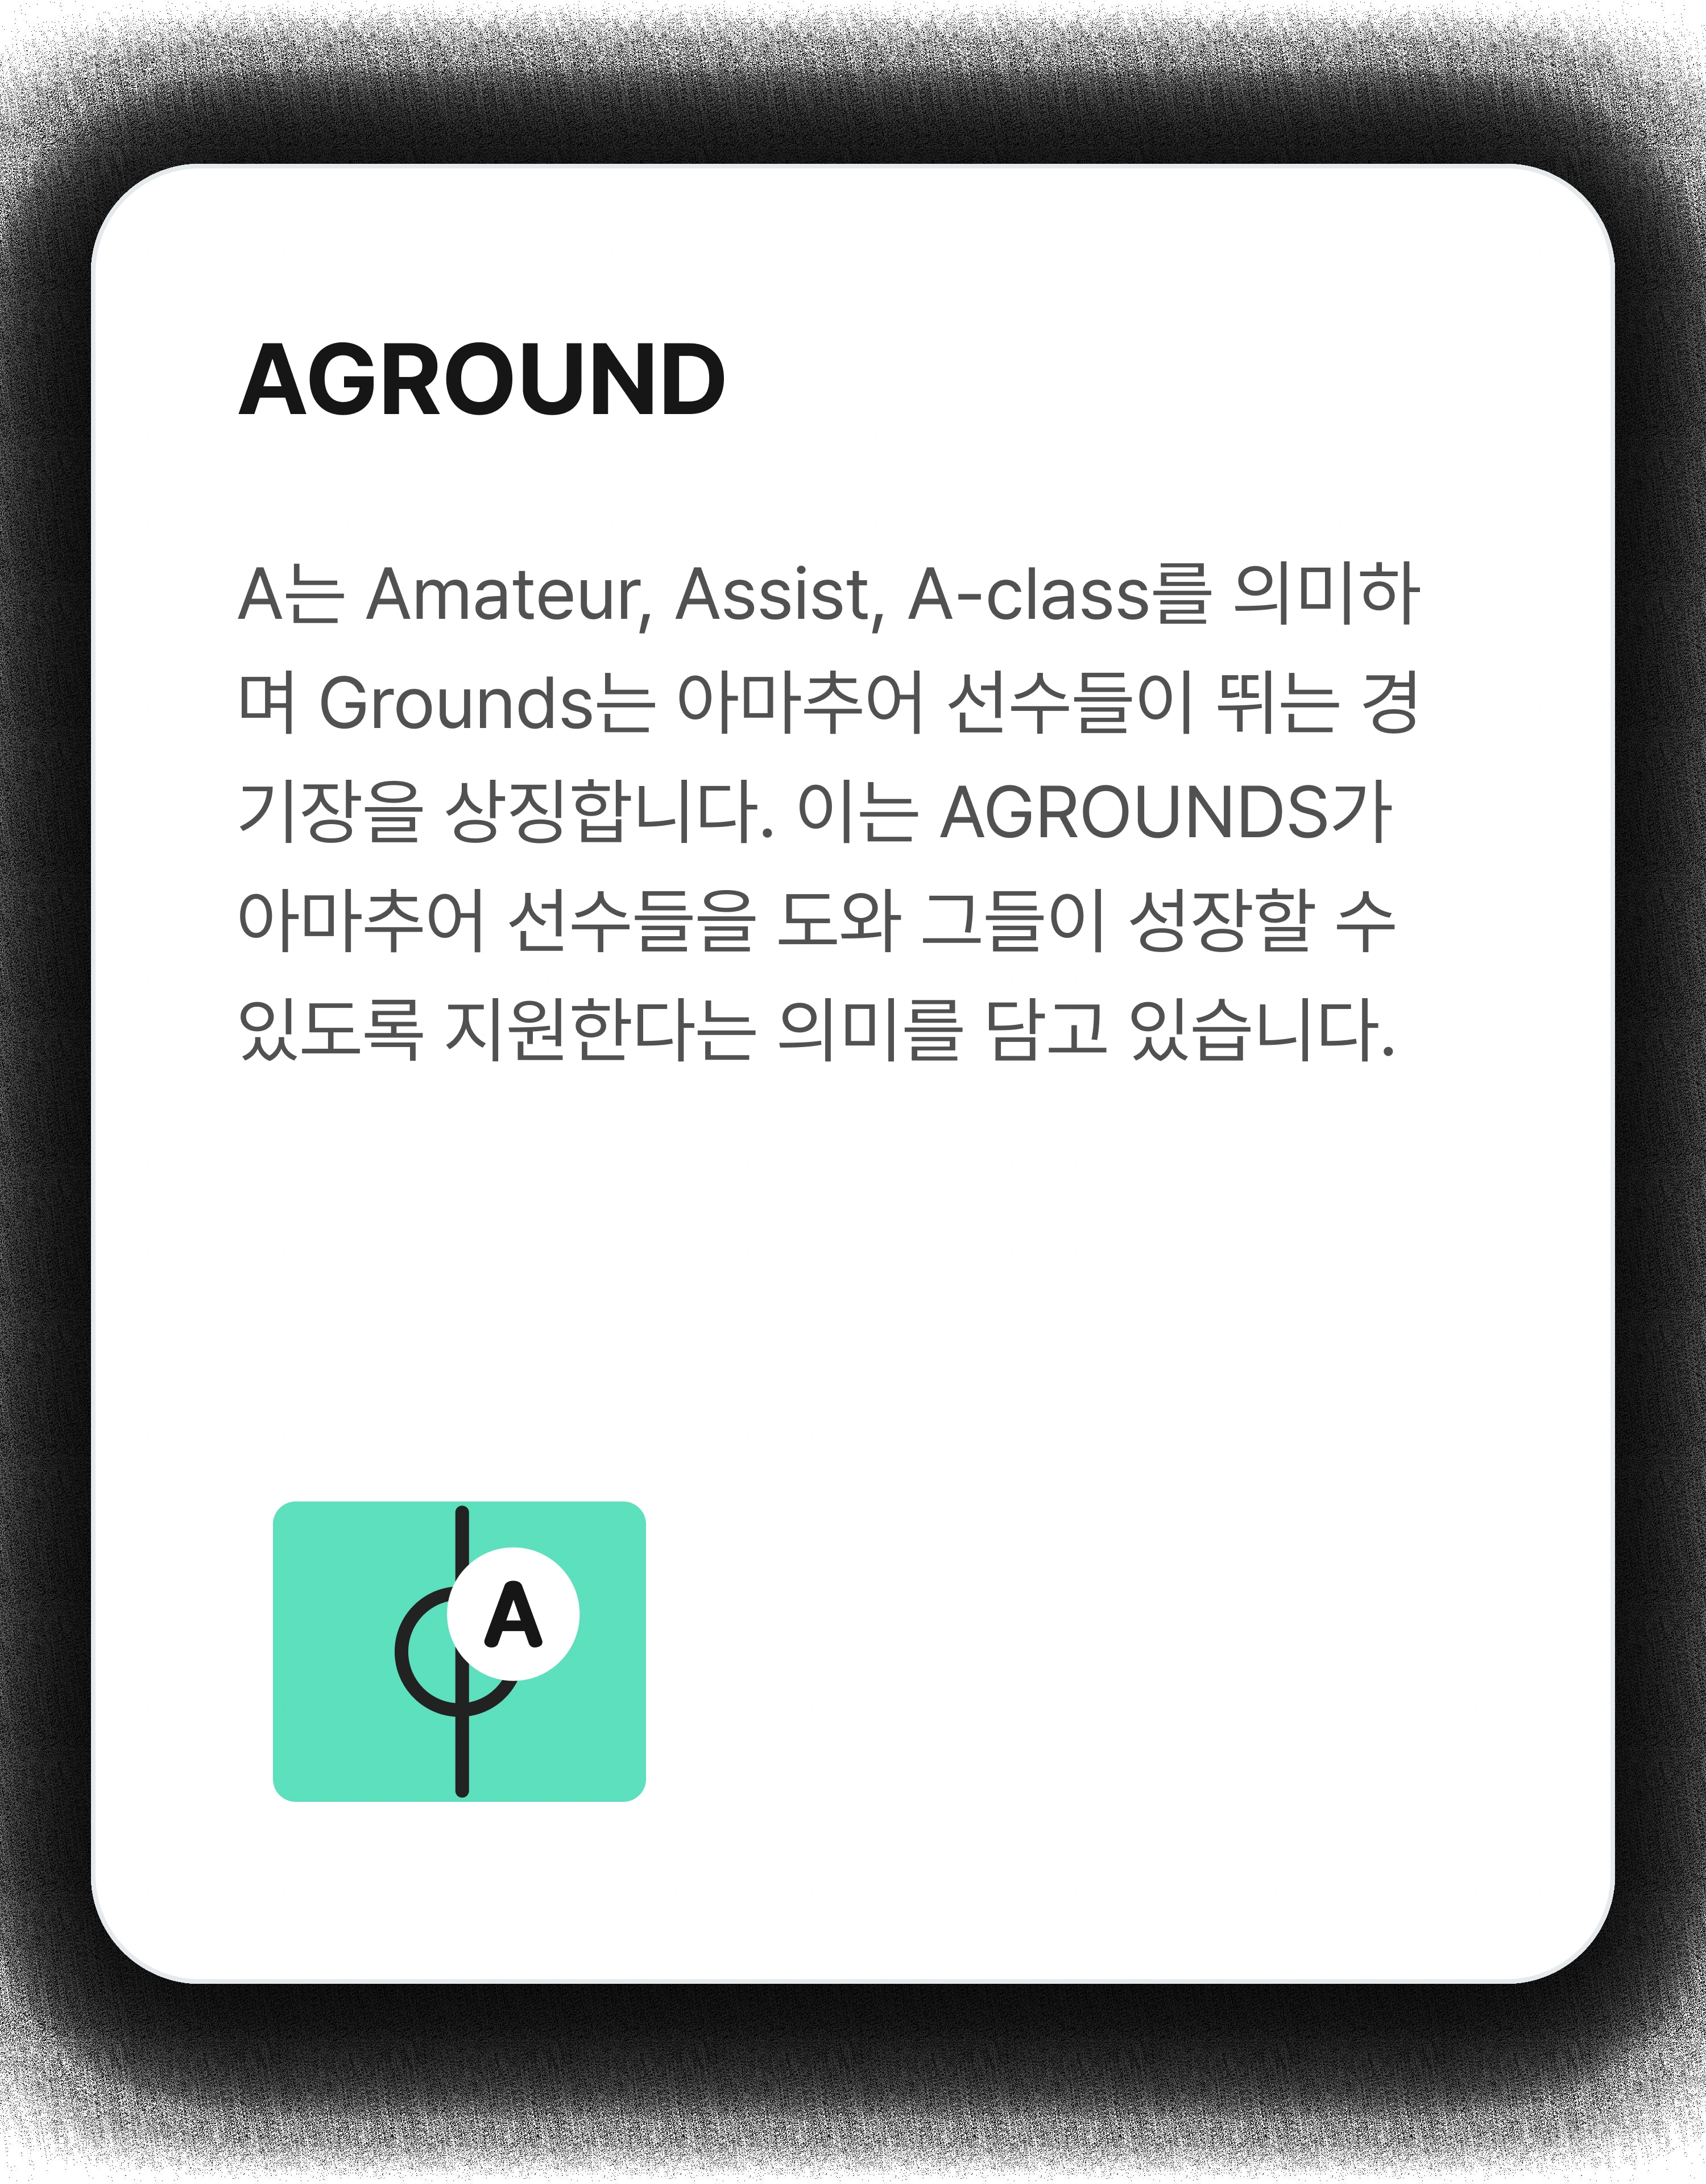 AGROUND
A는 Amateur, Assist, A-class를 의미하
며 Grounds는 아마추어 선수들이 뛰는 경
기장을 상징합니다. 이는 AGROUNDS가
아마추어 선수들을 도와 그들이 성장할 수
있도록 지원한다는 의미를 담고 있습니다.
A